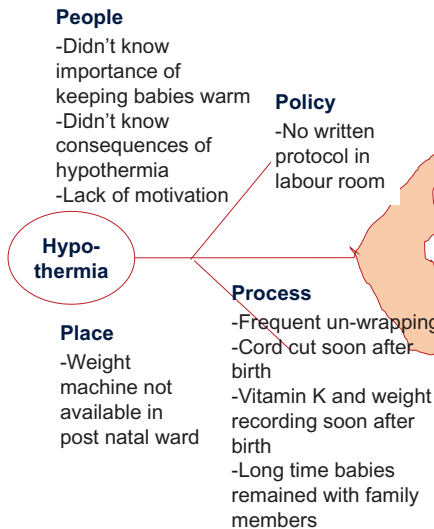 People
-Didn’t know
importance of
keeping babies warm
-Didn’t know
consequences of
hypothermia
-Lack of motivation
Policy
-No written
protocol in
labour room
Hypo-
thermia
Place
-Weight
machine not
available in
post natal ward
Process
-Frequent un-wrapping
-Cord cut soon after
birth
-Vitamin K and weight
recording soon after
birth
-Long time babies
remained with family
members